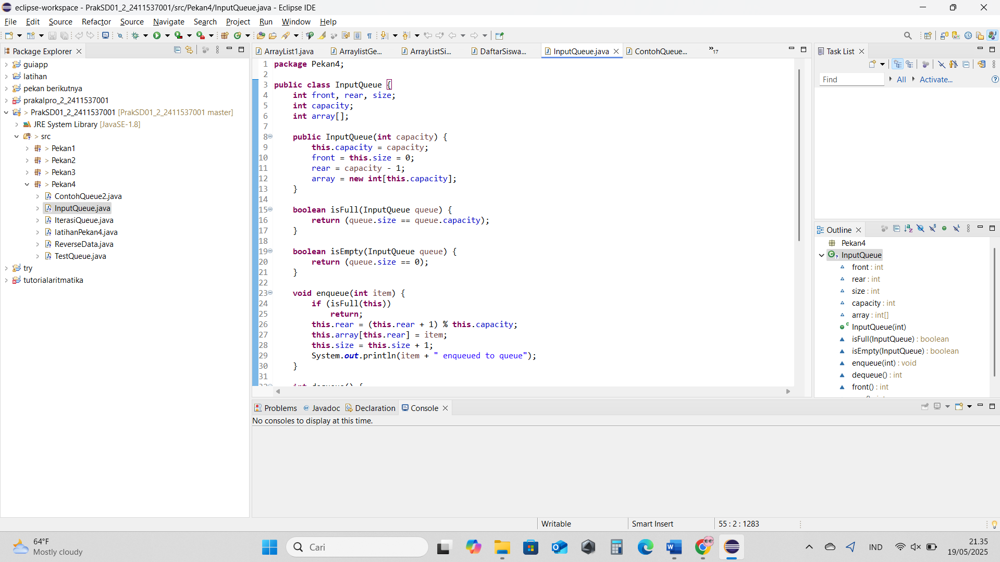 eclipse-workspace - PrakSD01_2_2411537001/src/Pekan4/InputQueue.java - Eclipse IDE
File Edit Source Refactor Source Navigate Search Project Run Window Help
Package Explorer
guiapp
latihan
pekan berikutnya
prakalpro_2_2411537001
> PrakSD01_2_2411537001 [PrakSD01_2_2411537001 master]
JRE System Library [JavaSE-1.8]
> src
> Pekan1
> Pekan2
> Pekan3
> Pekan4
ContohQueue2.java
InputQueue.java
IterasiQueue.java
latihanPekan4.java
ReverseData.java
TestQueue.java
try
tutorialaritmatika
ArrayList1.java ArraylistGe... ArrayListSi... DaftarSiswa... InputQueue.java ContohQueue... »17
1 package Pekan4;
2
3 public class InputQueue {
4 int front, rear, size;
5 int capacity;
6 int array[];
7
8 public InputQueue(int capacity) {
9 this.capacity = capacity;
10 front = this.size = 0;
11 rear = capacity - 1;
12 array = new int[this.capacity];
13 }
14
15 boolean isFull(InputQueue queue) {
16 return (queue.size == queue.capacity);
17 }
18
19 boolean isEmpty(InputQueue queue) {
20 return (queue.size == 0);
21 }
22
23 void enqueue(int item) {
24 if (isFull(this))
25 return;
26 this.rear = (this.rear + 1) % this.capacity;
27 this.array[this.rear] = item;
28 this.size = this.size + 1;
29 System.out.println(item + " enqueued to queue");
30 }
31
Task List
Find All Activate...
Outline
Pekan4
InputQueue
front : int
rear : int
size : int
capacity : int
array : int[]
InputQueue(int)
isFull(InputQueue) : boolean
isEmpty(InputQueue) : boolean
enqueue(int) : void
dequeue() : int
front() : int
Problems Javadoc Declaration Console
No consoles to display at this time.
Writable Smart Insert 55 : 2 : 1283
64°F
Mostly cloudy
Cari
IND
21.35
19/05/2025